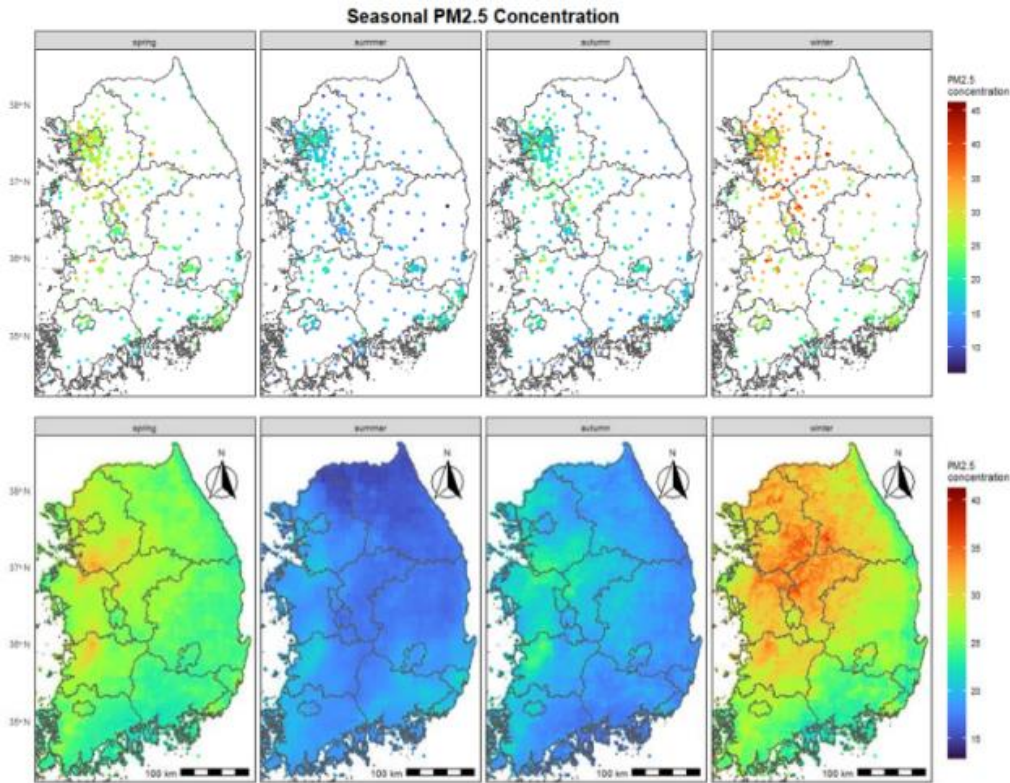 Seasonal PM2.5 Concentration
spring
summer
autumn
winter
38°N
37°N
36°N
35°N
PM2.5
concentration
45
40
35
30
25
20
15
10
spring
summer
autumn
winter
N
N
N
N
38°N
37°N
36°N
35°N
100 km
100 km
100 km
100 km
PM2.5
concentration
40
35
30
25
20
15